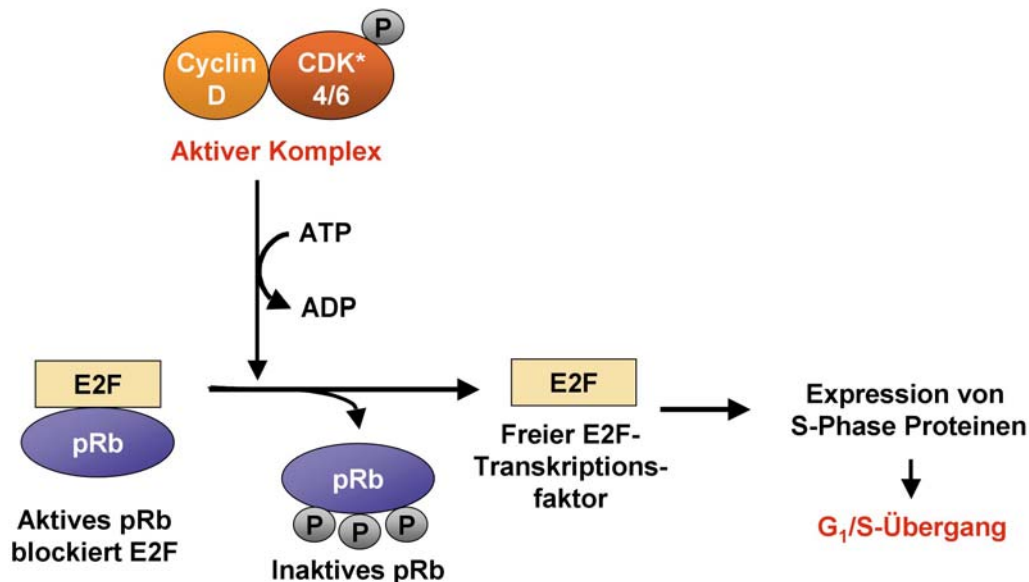 P
Cyclin
D
CDK*
4/6
Aktiver Komplex
ATP
ADP
E2F
pRb
Aktives pRb
blockiert E2F
pRb
P P P
Inaktives pRb
E2F
Freier E2F-
Transkriptions-
faktor
Expression von
S-Phase Proteinen
G₁/S-Übergang